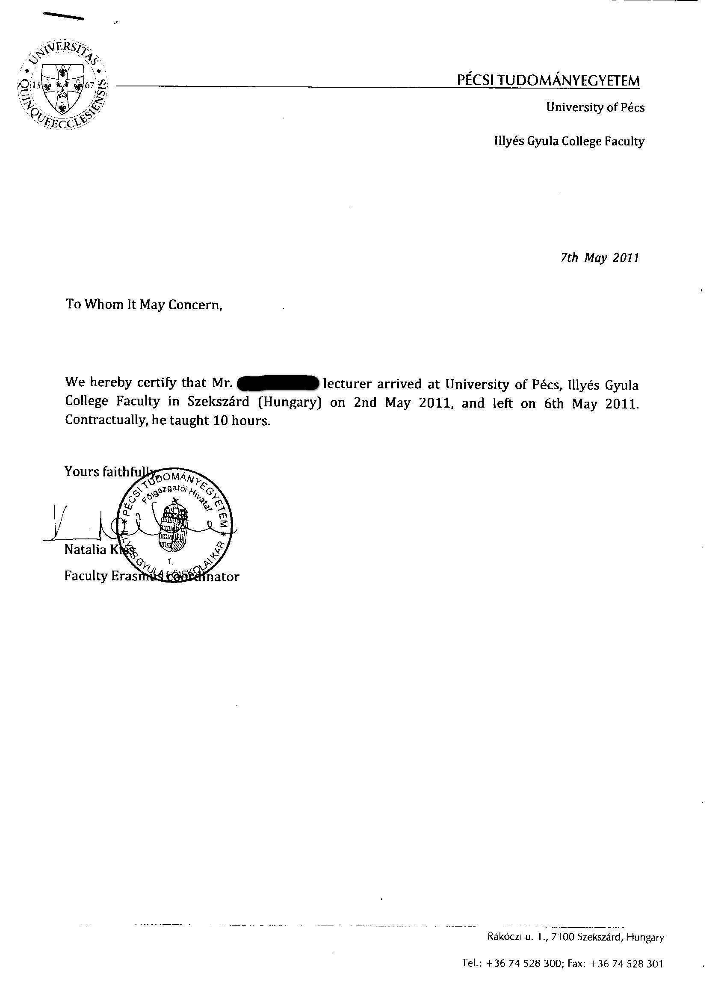 UNIVERSITAS
QUINQUEECCLESIENSIS
13 67
PÉCSI TUDOMÁNYEGYETEM
University of Pécs
Illyés Gyula College Faculty
7th May 2011
To Whom It May Concern,
We hereby certify that Mr. lecturer arrived at University of Pécs, Illyés Gyula
College Faculty in Szekszárd (Hungary) on 2nd May 2011, and left on 6th May 2011.
Contractually, he taught 10 hours.
Yours faithfully,
PÉCSI TUDOMÁNYEGYETEM
Főigazgatói Hivatal
1.
ILLYÉS GYULA FŐISKOLAI KAR
Natalia Kiss
Faculty Erasmus coordinator
Rákóczi u. 1., 7100 Szekszárd, Hungary
Tel.: +36 74 528 300; Fax: +36 74 528 301